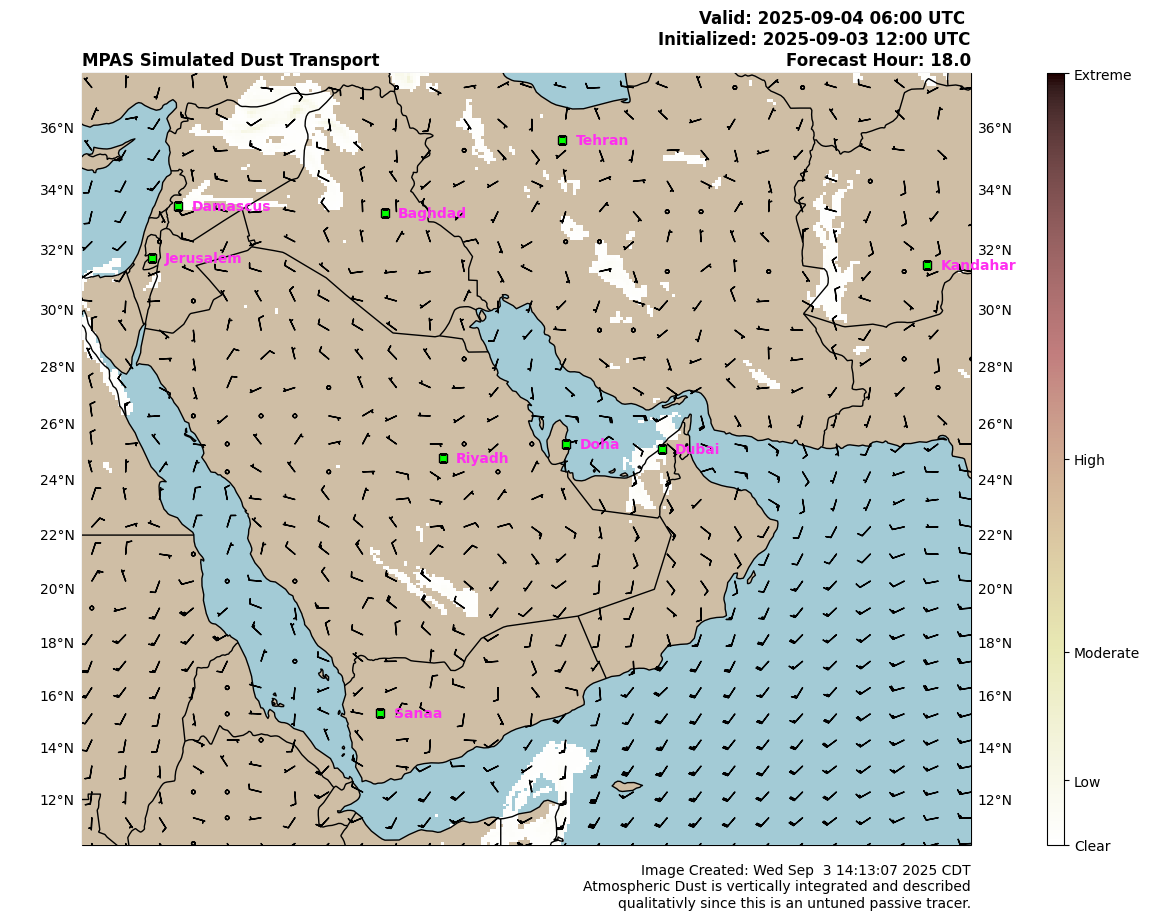 Valid: 2025-09-04 06:00 UTC
Initialized: 2025-09-03 12:00 UTC
MPAS Simulated Dust Transport Forecast Hour: 18.0
Extreme
36°N Tehran 36°N
34°N 34°N
Damascus Baghdad
32°N 32°N
Jerusalem Kandahar
30°N 30°N
28°N 28°N
26°N 26°N
Doha Dubai
Riyadh High
24°N 24°N
22°N 22°N
20°N 20°N
18°N 18°N
Moderate
16°N 16°N
Sanaa
14°N 14°N
Low
12°N 12°N
Clear
Image Created: Wed Sep  3 14:13:07 2025 CDT
Atmospheric Dust is vertically integrated and described
qualitativly since this is an untuned passive tracer.